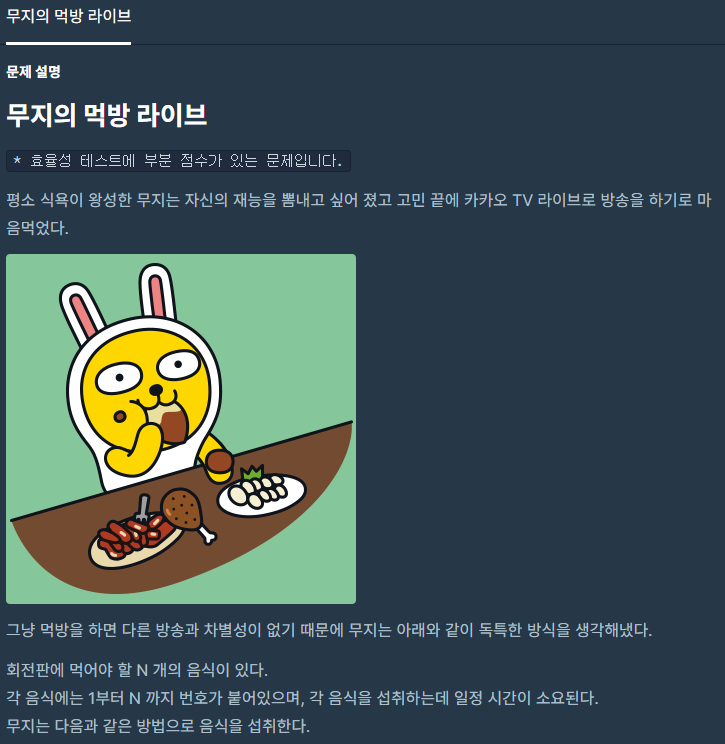 무지의 먹방 라이브
문제 설명
무지의 먹방 라이브
* 효율성 테스트에 부분 점수가 있는 문제입니다.
평소 식욕이 왕성한 무지는 자신의 재능을 뽐내고 싶어 졌고 고민 끝에 카카오 TV 라이브로 방송을 하기로 마
음먹었다.
그냥 먹방을 하면 다른 방송과 차별성이 없기 때문에 무지는 아래와 같이 독특한 방식을 생각해냈다.
회전판에 먹어야 할 N 개의 음식이 있다.
각 음식에는 1부터 N 까지 번호가 붙어있으며, 각 음식을 섭취하는데 일정 시간이 소요된다.
무지는 다음과 같은 방법으로 음식을 섭취한다.